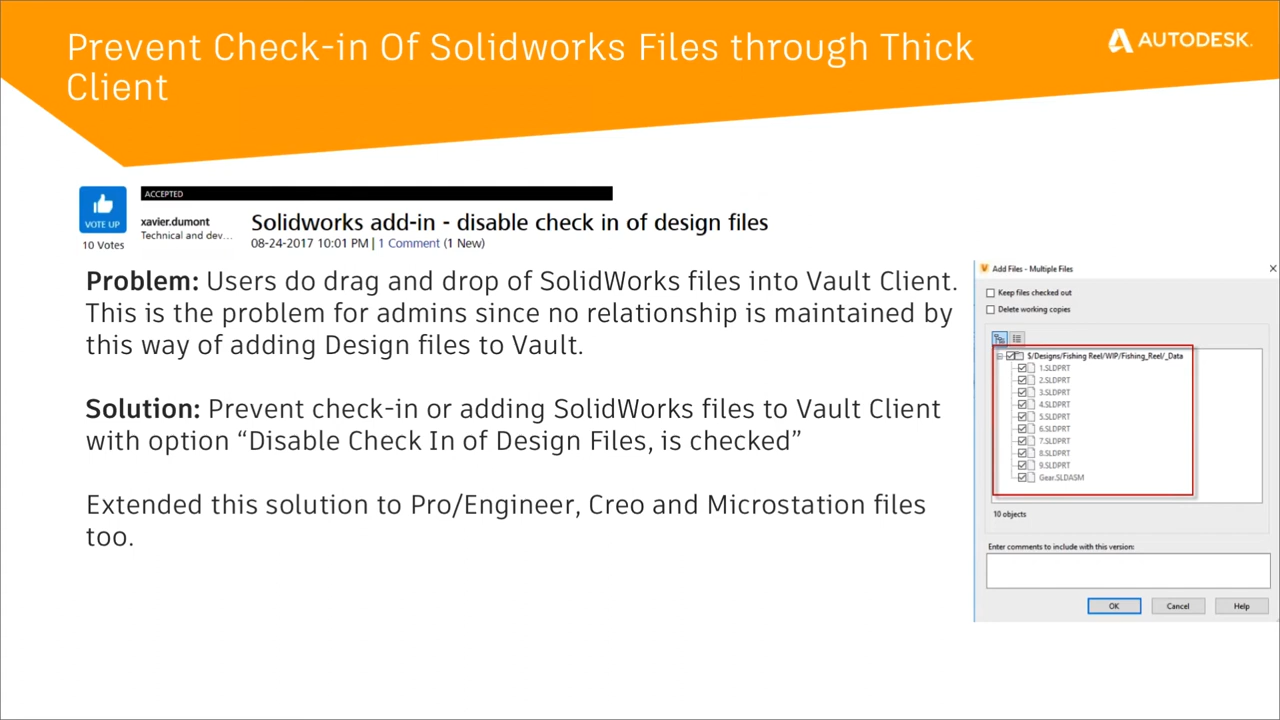 Prevent Check-in Of Solidworks Files through Thick
Client
AUTODESK.
ACCEPTED
VOTE UP
10 Votes
xavier.dumont
Technical and dev...
Solidworks add-in - disable check in of design files
08-24-2017 10:01 PM | 1 Comment (1 New)
Problem: Users do drag and drop of SolidWorks files into Vault Client.
This is the problem for admins since no relationship is maintained by
this way of adding Design files to Vault.
Solution: Prevent check-in or adding SolidWorks files to Vault Client
with option “Disable Check In of Design Files, is checked”
Extended this solution to Pro/Engineer, Creo and Microstation files
too.
Add Files - Multiple Files
Keep files checked out
Delete working copies
$/Designs/Fishing Reel/WIP/Fishing_Reel/_Data
1.SLDPRT
2.SLDPRT
3.SLDPRT
4.SLDPRT
5.SLDPRT
6.SLDPRT
7.SLDPRT
8.SLDPRT
9.SLDPRT
Gear.SLDASM
10 objects
Enter comments to include with this version:
OK
Cancel
Help